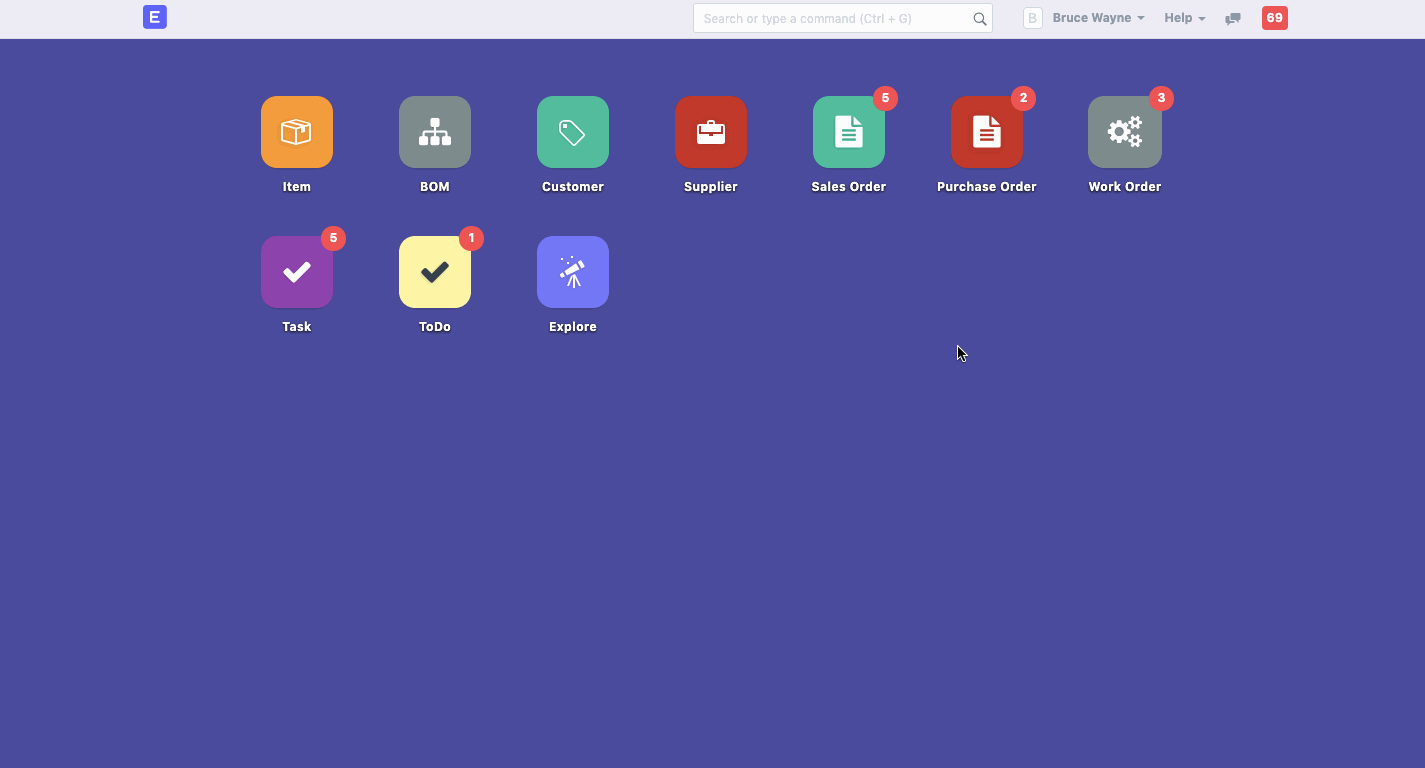 E Search or type a command (Ctrl + G) B Bruce Wayne Help 69
5 2 3
Item BOM Customer Supplier Sales Order Purchase Order Work Order
5 1
Task ToDo Explore